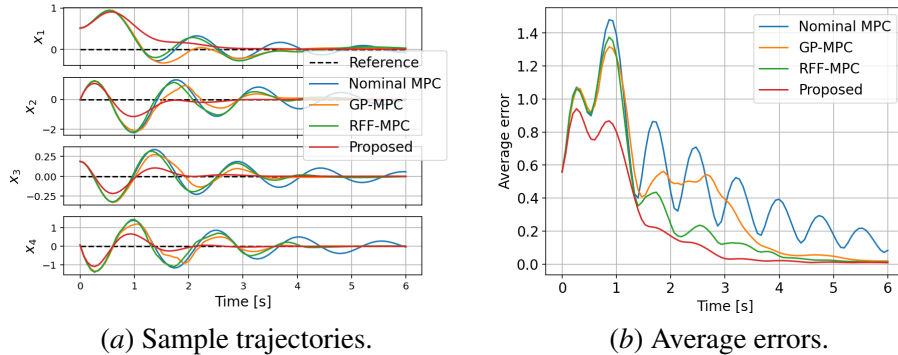 1
0
x₁
Reference
Nominal MPC
GP-MPC
RFF-MPC
Proposed
0
−2
x₂
0.25
0.00
−0.25
x₃
1
0
−1
x₄
0 1 2 3 4 5 6
Time [s]
(a) Sample trajectories.
1.4
1.2
1.0
0.8
0.6
0.4
0.2
0.0
Average error
Nominal MPC
GP-MPC
RFF-MPC
Proposed
0 1 2 3 4 5 6
Time [s]
(b) Average errors.